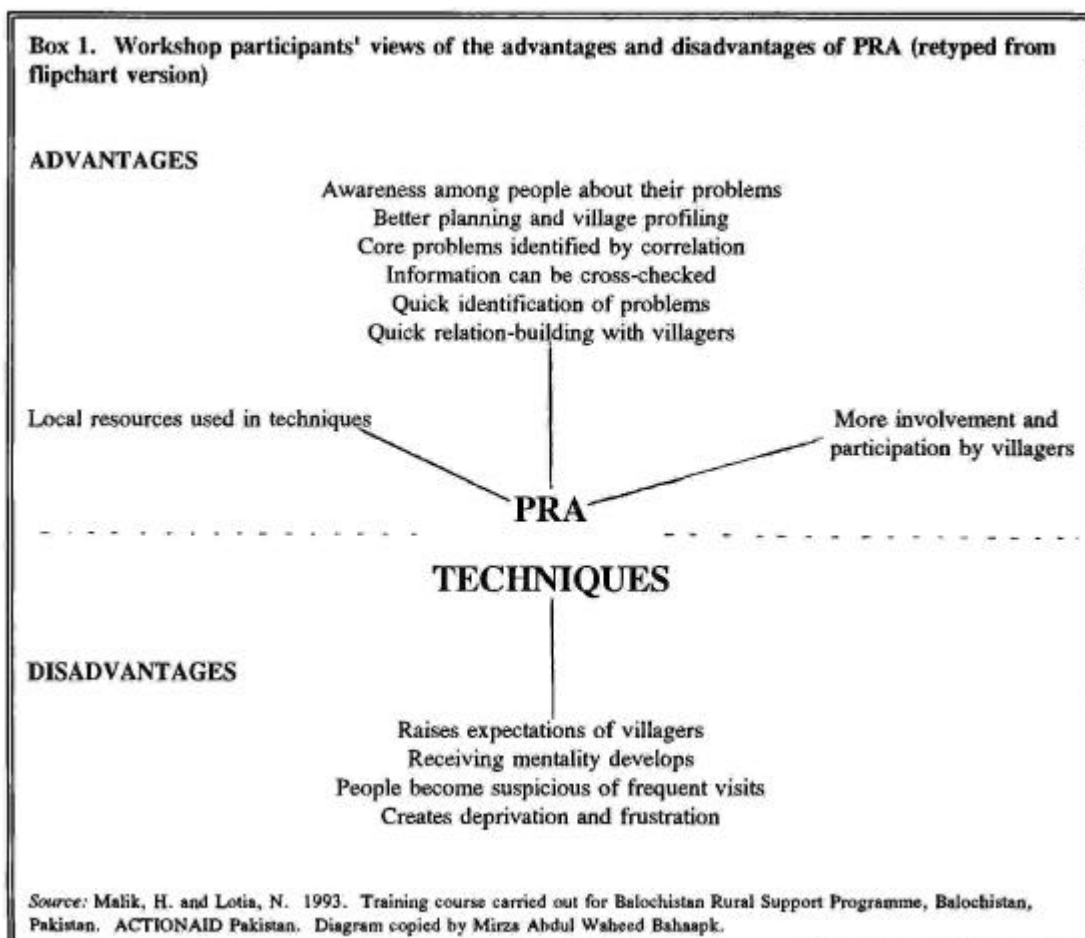 Box 1. Workshop participants' views of the advantages and disadvantages of PRA (retyped from
flipchart version)
ADVANTAGES
Awareness among people about their problems
Better planning and village profiling
Core problems identified by correlation
Information can be cross-checked
Quick identification of problems
Quick relation-building with villagers
Local resources used in techniques
More involvement and
participation by villagers
PRA
TECHNIQUES
DISADVANTAGES
Raises expectations of villagers
Receiving mentality develops
People become suspicious of frequent visits
Creates deprivation and frustration
Source: Malik, H. and Lotia, N. 1993. Training course carried out for Balochistan Rural Support Programme, Balochistan,
Pakistan. ACTIONAID Pakistan. Diagram copied by Mirza Abdul Waheed Bahaapk.